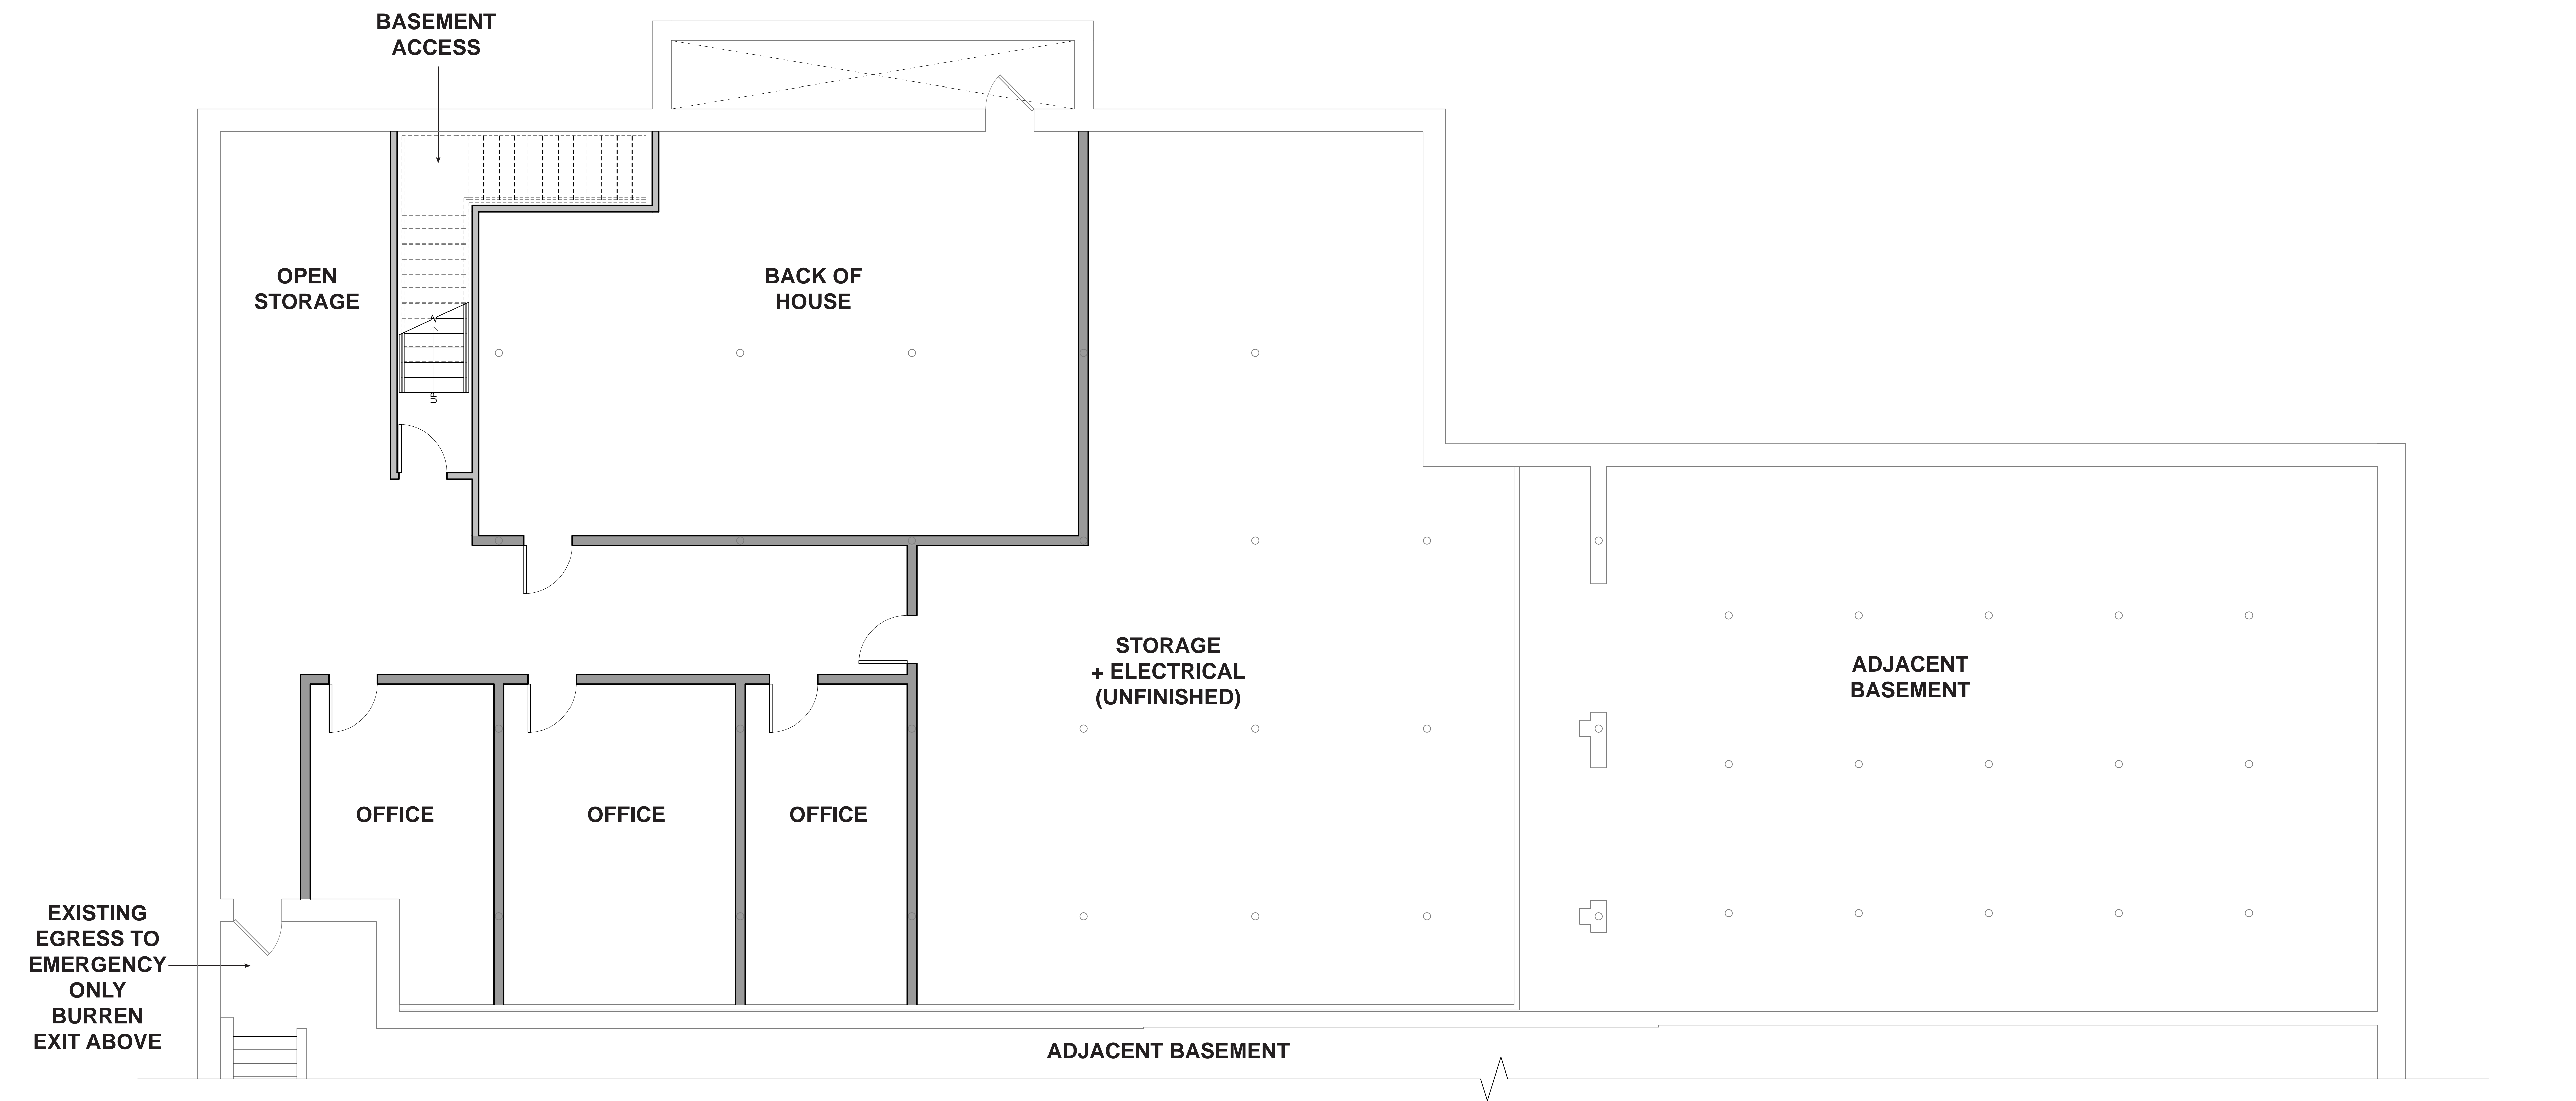 BASEMENT
ACCESS
OPEN
STORAGE
BACK OF
HOUSE
UP
STORAGE
+ ELECTRICAL
(UNFINISHED)
ADJACENT
BASEMENT
OFFICE
OFFICE
OFFICE
EXISTING
EGRESS TO
EMERGENCY
ONLY
BURREN
EXIT ABOVE
ADJACENT BASEMENT